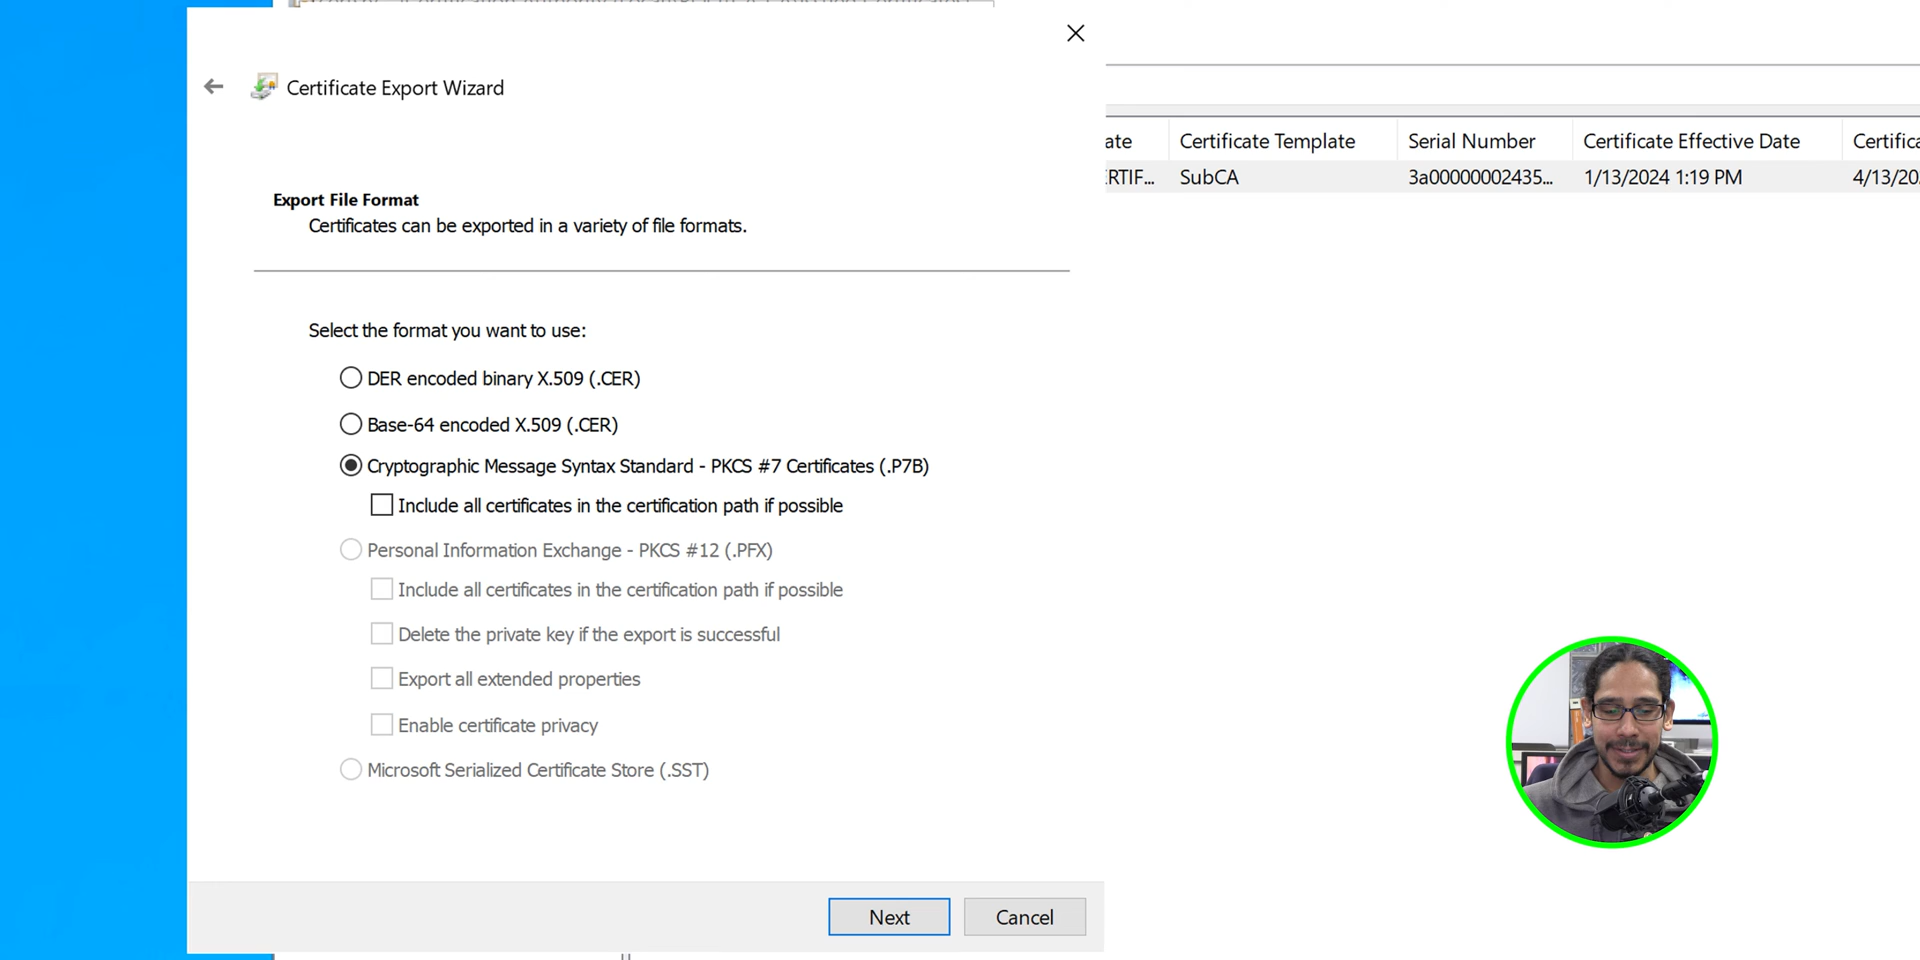 Certificate Export Wizard
Export File Format
Certificates can be exported in a variety of file formats.
Select the format you want to use:
DER encoded binary X.509 (.CER)
Base-64 encoded X.509 (.CER)
Cryptographic Message Syntax Standard - PKCS #7 Certificates (.P7B)
Include all certificates in the certification path if possible
Personal Information Exchange - PKCS #12 (.PFX)
Include all certificates in the certification path if possible
Delete the private key if the export is successful
Export all extended properties
Enable certificate privacy
Microsoft Serialized Certificate Store (.SST)
Next Cancel
ate Certificate Template Serial Number Certificate Effective Date Certifica
ERTIF... SubCA 3a00000002435... 1/13/2024 1:19 PM 4/13/20